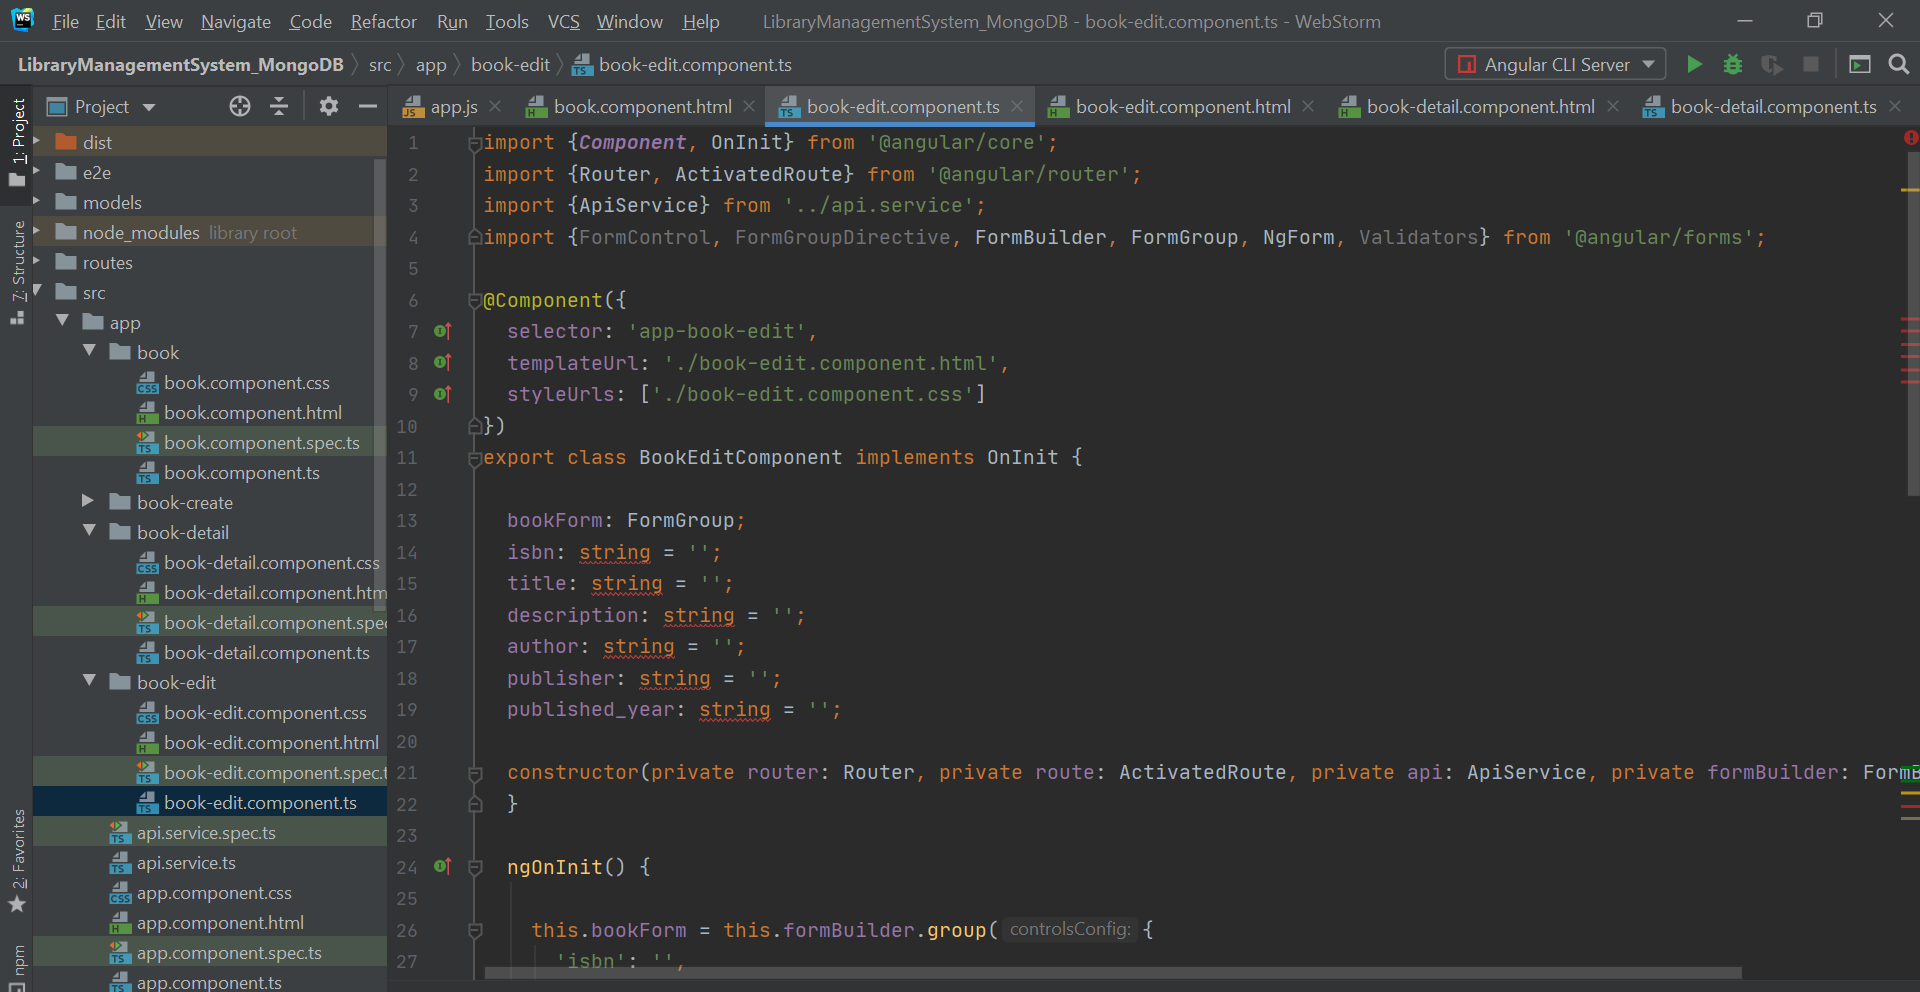 WS File Edit View Navigate Code Refactor Run Tools VCS Window Help LibraryManagementSystem_MongoDB - book-edit.component.ts - WebStorm
LibraryManagementSystem_MongoDB src app book-edit book-edit.component.ts Angular CLI Server
Project
app.js book.component.html book-edit.component.ts book-edit.component.html book-detail.component.html book-detail.component.ts
1: Project
7: Structure
2: Favorites
npm
dist
e2e
models
node_modules library root
routes
src
app
book
book.component.css
book.component.html
book.component.spec.ts
book.component.ts
book-create
book-detail
book-detail.component.css
book-detail.component.htm
book-detail.component.spec
book-detail.component.ts
book-edit
book-edit.component.css
book-edit.component.html
book-edit.component.spec.t
book-edit.component.ts
api.service.spec.ts
api.service.ts
app.component.css
app.component.html
app.component.spec.ts
app.component.ts
1 import {Component, OnInit} from '@angular/core';
2 import {Router, ActivatedRoute} from '@angular/router';
3 import {ApiService} from '../api.service';
4 import {FormControl, FormGroupDirective, FormBuilder, FormGroup, NgForm, Validators} from '@angular/forms';
5
6 @Component({
7 selector: 'app-book-edit',
8 templateUrl: './book-edit.component.html',
9 styleUrls: ['./book-edit.component.css']
10 })
11 export class BookEditComponent implements OnInit {
12
13 bookForm: FormGroup;
14 isbn: string = '';
15 title: string = '';
16 description: string = '';
17 author: string = '';
18 publisher: string = '';
19 published_year: string = '';
20
21 constructor(private router: Router, private route: ActivatedRoute, private api: ApiService, private formBuilder: FormB
22 }
23
24 ngOnInit() {
25
26 this.bookForm = this.formBuilder.group( controlsConfig: {
27 'isbn': '',